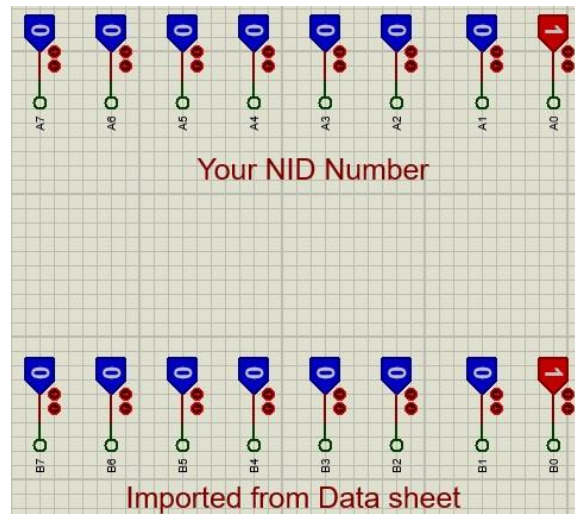 0 0 0 0 0 0 0 1
A7 A6 A5 A4 A3 A2 A1 A0
Your NID Number
0 0 0 0 0 0 0 1
B7 B6 B5 B4 B3 B2 B1 B0
Imported from Data sheet